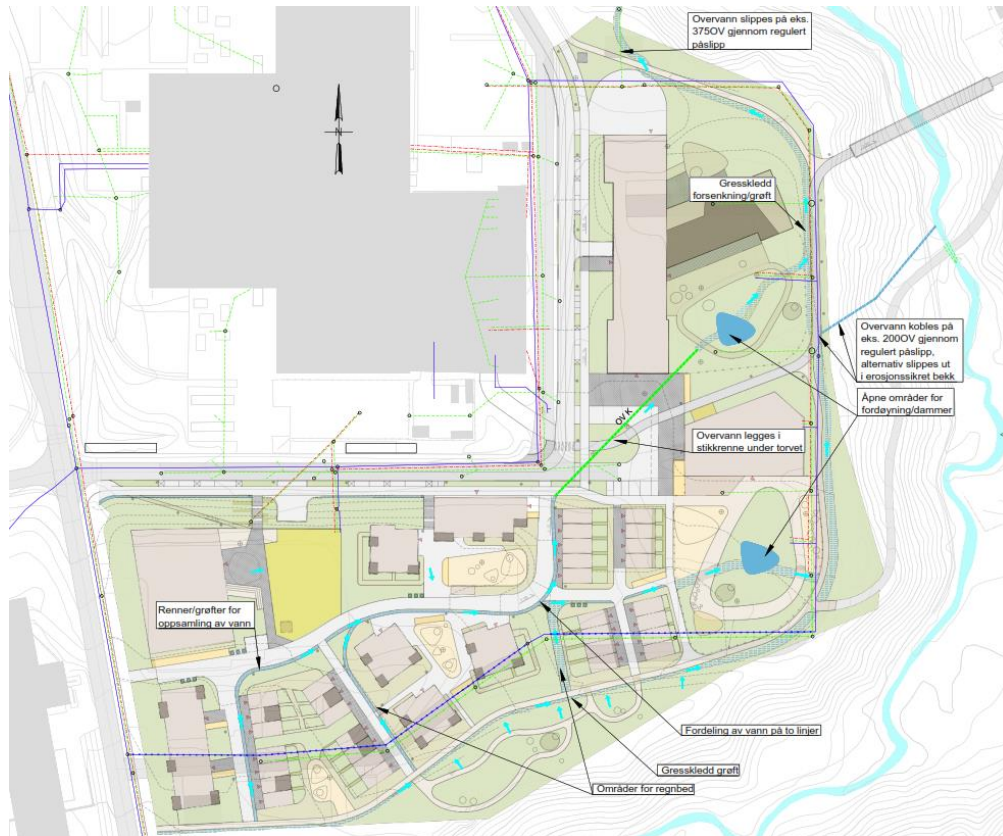 Overvann slippes på eks.
375OV gjennom regulert
påslipp
N
Gresskledd
forsenkning/grøft
Overvann kobles på
eks. 200OV gjennom
regulert påslipp,
alternativ slippes ut
i erosjonssikret bekk
Åpne områder for
fordøyning/dammer
OV K
Overvann legges i
stikkrenne under torvet
Renner/grøfter for
oppsamling av vann
Fordeling av vann på to linjer
Gresskledd grøft
Områder for regnbed